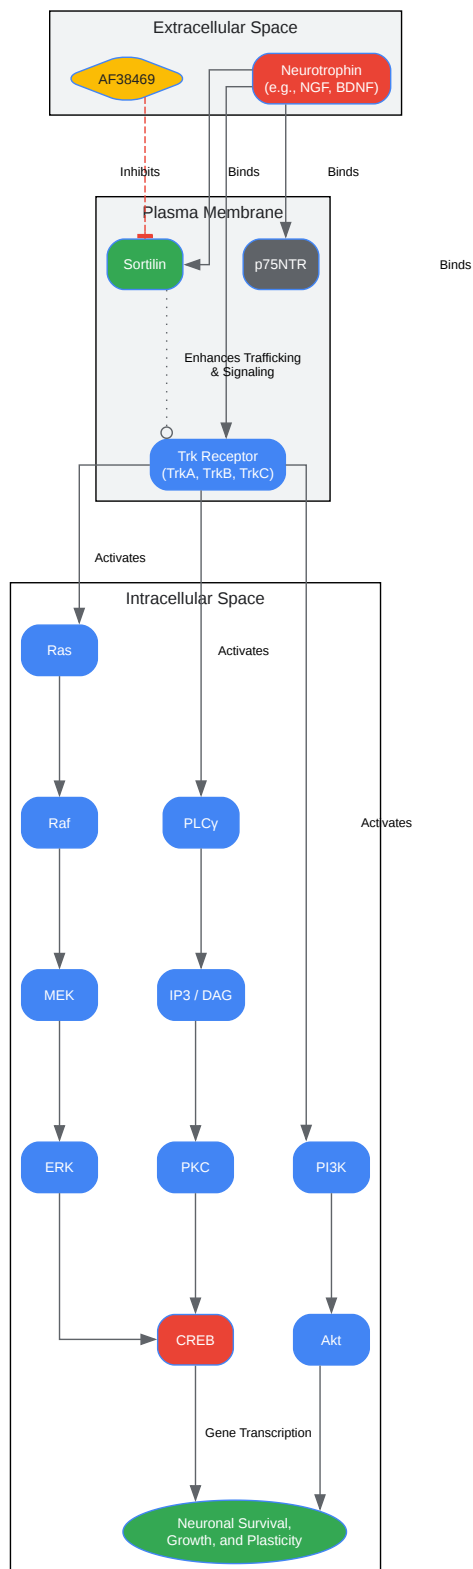 Extracellular Space
AF38469
Neurotrophin
(e.g., NGF, BDNF)
Inhibits
Binds
Binds
Plasma Membrane
Sortilin
p75NTR
Binds
Enhances Trafficking
& Signaling
Trk Receptor
(TrkA, TrkB, TrkC)
Activates
Intracellular Space
Ras
Activates
Raf
PLCγ
Activates
MEK
IP3 / DAG
ERK
PKC
PI3K
CREB
Akt
Gene Transcription
Neuronal Survival,
Growth, and Plasticity